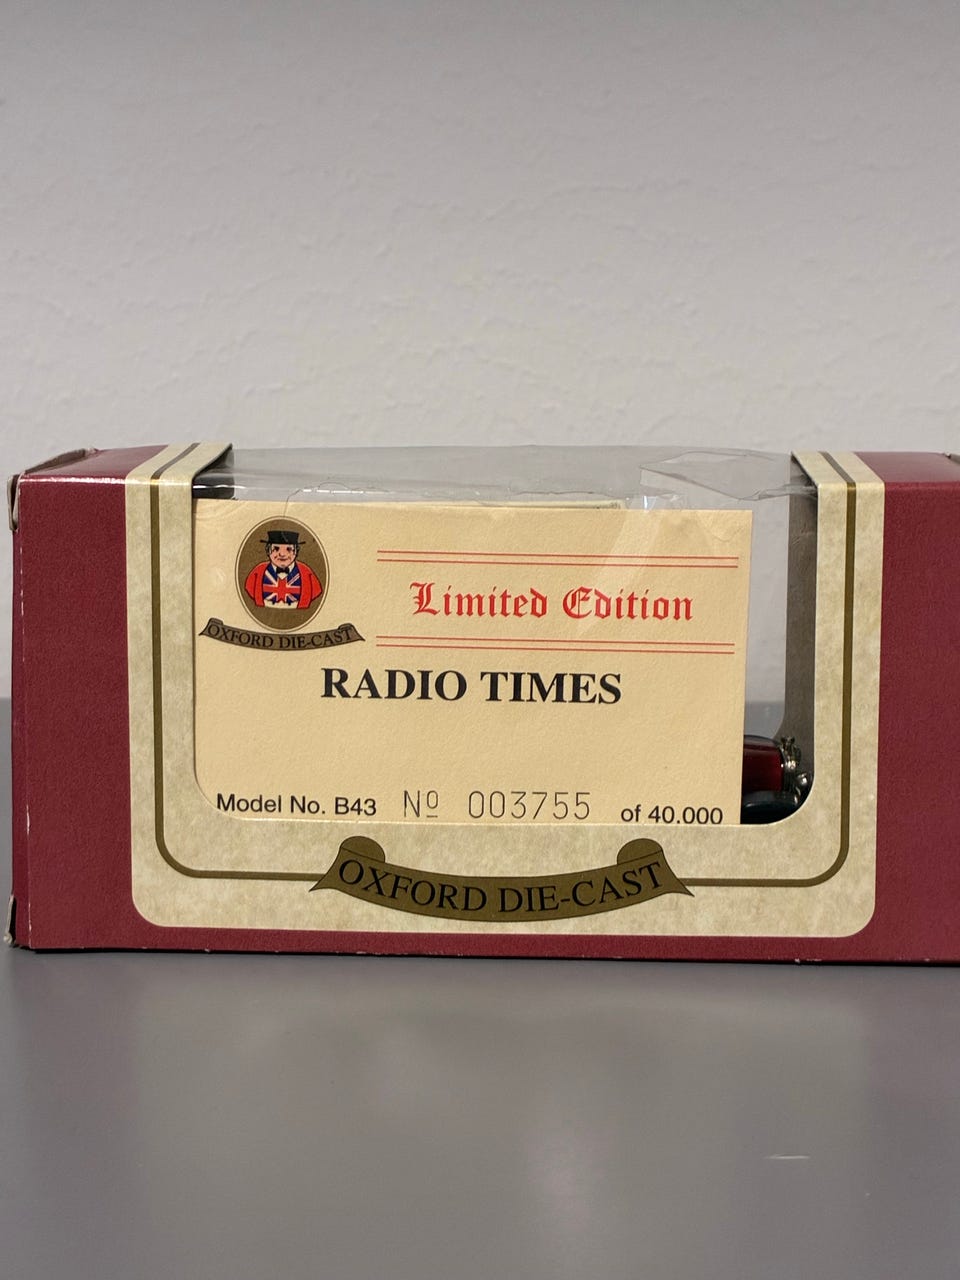 OXFORD DIE-CAST
Limited Edition
RADIO TIMES
Model No. B43 Nº 003755 of 40.000
OXFORD DIE-CAST